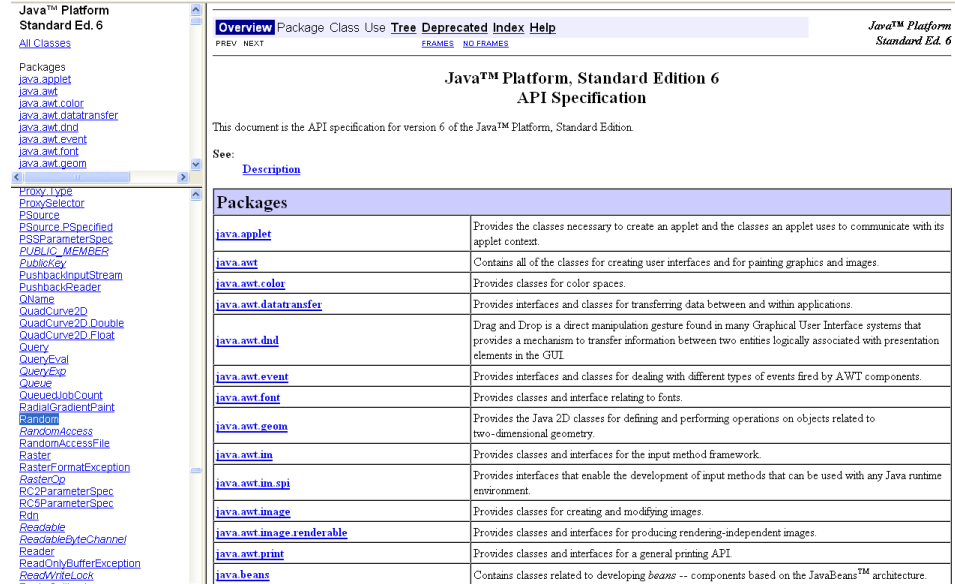 Java™ Platform
Standard Ed. 6
All Classes
Packages
java.applet
java.awt
java.awt.color
java.awt.datatransfer
java.awt.dnd
java.awt.event
java.awt.font
java.awt.geom
Proxy.Type
ProxySelector
PSource
PSource.PSpecified
PSSParameterSpec
PUBLIC_MEMBER
PublicKey
PushbackInputStream
PushbackReader
QName
QuadCurve2D
QuadCurve2D.Double
QuadCurve2D.Float
Query
QueryEval
QueryExp
Queue
QueuedJobCount
RadialGradientPaint
Random
RandomAccess
RandomAccessFile
Raster
RasterFormatException
RasterOp
RC2ParameterSpec
RC5ParameterSpec
Rdn
Readable
ReadableByteChannel
Reader
ReadOnlyBufferException
ReadWriteLock
Overview Package Class Use Tree Deprecated Index Help
PREV NEXT FRAMES NO FRAMES
Java™ Platform
Standard Ed. 6
Java™ Platform, Standard Edition 6
API Specification
This document is the API specification for version 6 of the Java™ Platform, Standard Edition.
See:
Description
Packages
java.applet Provides the classes necessary to create an applet and the classes an applet uses to communicate with its
applet context.
java.awt Contains all of the classes for creating user interfaces and for painting graphics and images.
java.awt.color Provides classes for color spaces.
java.awt.datatransfer Provides interfaces and classes for transferring data between and within applications.
java.awt.dnd Drag and Drop is a direct manipulation gesture found in many Graphical User Interface systems that
provides a mechanism to transfer information between two entities logically associated with presentation
elements in the GUI.
java.awt.event Provides interfaces and classes for dealing with different types of events fired by AWT components.
java.awt.font Provides classes and interface relating to fonts.
java.awt.geom Provides the Java 2D classes for defining and performing operations on objects related to
two-dimensional geometry.
java.awt.im Provides classes and interfaces for the input method framework.
java.awt.im.spi Provides interfaces that enable the development of input methods that can be used with any Java runtime
environment.
java.awt.image Provides classes for creating and modifying images.
java.awt.image.renderable Provides classes and interfaces for producing rendering-independent images.
java.awt.print Provides classes and interfaces for a general printing API.
java.beans Contains classes related to developing beans -- components based on the JavaBeans™ architecture.